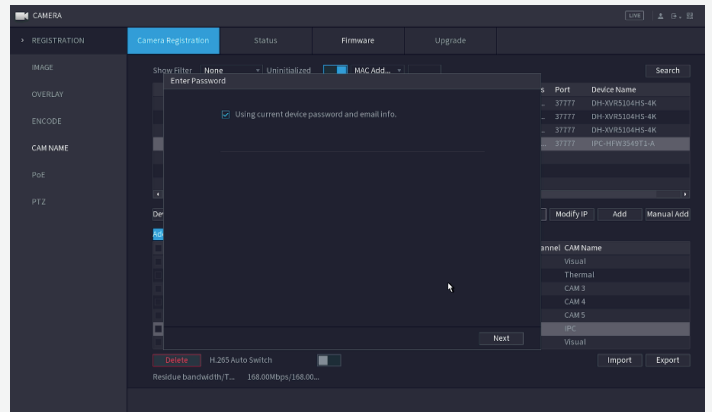 CAMERA
LIVE
REGISTRATION
Camera Registration Status Firmware Upgrade
IMAGE
OVERLAY
ENCODE
CAM NAME
PoE
PTZ
Show Filter None Uninitialized MAC Add... Search
Enter Password
Using current device password and email info.
s Port Device Name
... 37777 DH-XVR5104HS-4K
... 37777 DH-XVR5104HS-4K
... 37777 DH-XVR5104HS-4K
... 37777 IPC-HFW3549T1-A
De Modify IP Add Manual Add
Ad
annel CAM Name
Visual
Thermal
CAM 3
CAM 4
CAM 5
IPC
Visual
Next
Delete H.265 Auto Switch Import Export
Residue bandwidth/T... 168.00Mbps/168.00...